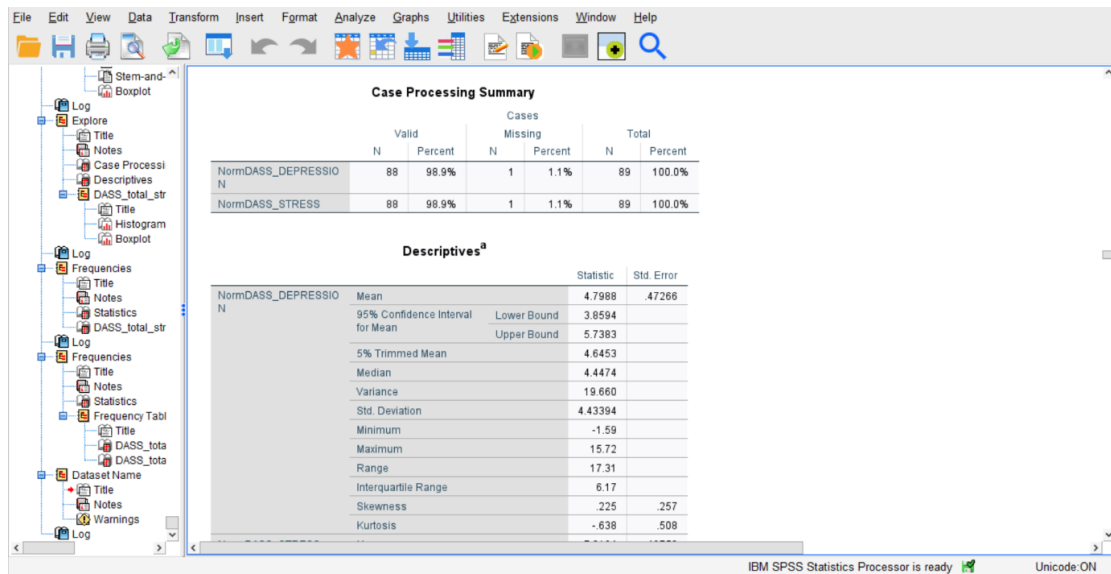 File Edit View Data Transform Insert Format Analyze Graphs Utilities Extensions Window Help
Stem-and-
Boxplot
Log
Explore
Title
Notes
Case Processi
Descriptives
DASS_total_str
Title
Histogram
Boxplot
Log
Frequencies
Title
Notes
Statistics
DASS_total_str
Log
Frequencies
Title
Notes
Statistics
Frequency Tabl
Title
DASS_tota
DASS_tota
Dataset Name
Title
Notes
Warnings
Log
Case Processing Summary
Cases
Valid Missing Total
N Percent N Percent N Percent
NormDASS_DEPRESSIO 88 98.9% 1 1.1% 89 100.0%
N
NormDASS_STRESS 88 98.9% 1 1.1% 89 100.0%
Descriptivesa
Statistic Std. Error
NormDASS_DEPRESSIO Mean 4.7988 .47266
N
95% Confidence Interval Lower Bound 3.8594
for Mean
Upper Bound 5.7383
5% Trimmed Mean 4.6453
Median 4.4474
Variance 19.660
Std. Deviation 4.43394
Minimum -1.59
Maximum 15.72
Range 17.31
Interquartile Range 6.17
Skewness .225 .257
Kurtosis -.638 .508
IBM SPSS Statistics Processor is ready Unicode:ON